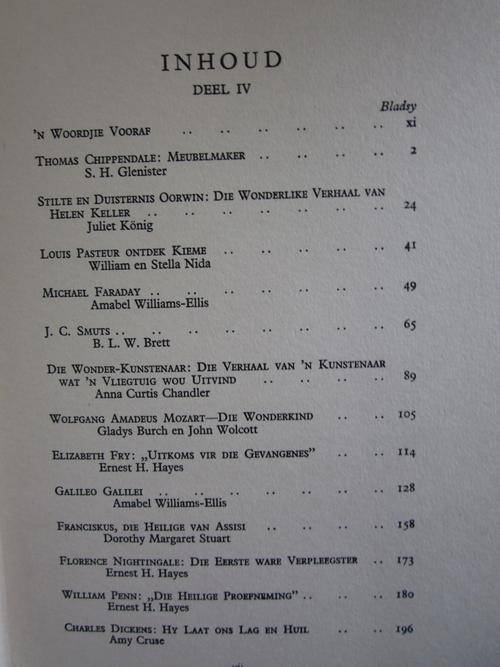 INHOUD
DEEL IV
Bladsy
'N WOORDJIE VOORAF .. .. .. .. .. .. xi
THOMAS CHIPPENDALE: MEUBELMAKER .. .. .. .. 2
S. H. Glenister
STILTE EN DUISTERNIS OORWIN: DIE WONDERLIKE VERHAAL VAN
HELEN KELLER .. .. .. .. .. .. .. 24
Juliet König
LOUIS PASTEUR ONTDEK KIEME .. .. .. .. .. 41
William en Stella Nida
MICHAEL FARADAY .. .. .. .. .. .. .. 49
Amabel Williams-Ellis
J. C. SMUTS .. .. .. .. .. .. .. 65
B. L. W. Brett
DIE WONDER-KUNSTENAAR: DIE VERHAAL VAN 'N KUNSTENAAR
WAT 'N VLIEGTUIG WOU UITVIND .. .. .. .. 89
Anna Curtis Chandler
WOLFGANG AMADEUS MOZART—DIE WONDERKIND .. .. 105
Gladys Burch en John Wolcott
ELIZABETH FRY: „UITKOMS VIR DIE GEVANGENES” .. .. 114
Ernest H. Hayes
GALILEO GALILEI .. .. .. .. .. .. .. 128
Amabel Williams-Ellis
FRANCISKUS, DIE HEILIGE VAN ASSISI .. .. .. .. 158
Dorothy Margaret Stuart
FLORENCE NIGHTINGALE: DIE EERSTE WARE VERPLEEGSTER .. 173
Ernest H. Hayes
WILLIAM PENN: „DIE HEILIGE PROEFNEMING” .. .. .. 180
Ernest H. Hayes
CHARLES DICKENS: HY LAAT ONS LAG EN HUIL .. .. 196
Amy Cruse